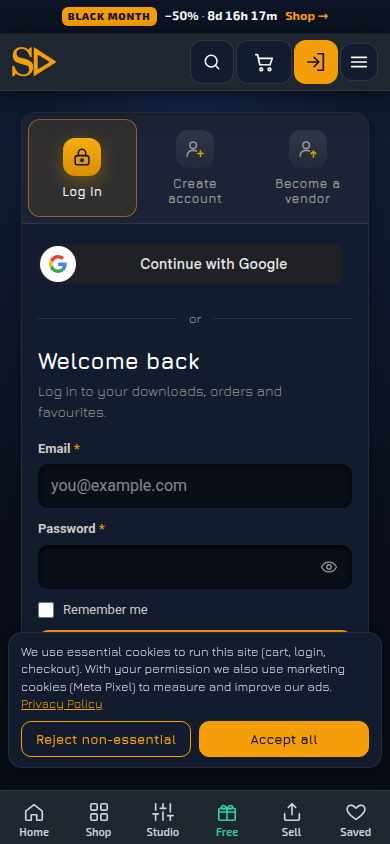 BLACK MONTH −50% · 8d 16h 17m Shop →
Log In
Create account
Become a vendor
Continue with Google
or
Welcome back
Log in to your downloads, orders and
favourites.
Email *
you@example.com
Password *
Remember me
We use essential cookies to run this site (cart, login,
checkout). With your permission we also use marketing
cookies (Meta Pixel) to measure and improve our ads.
Privacy Policy
Reject non-essential
Accept all
Home Shop Studio Free Sell Saved